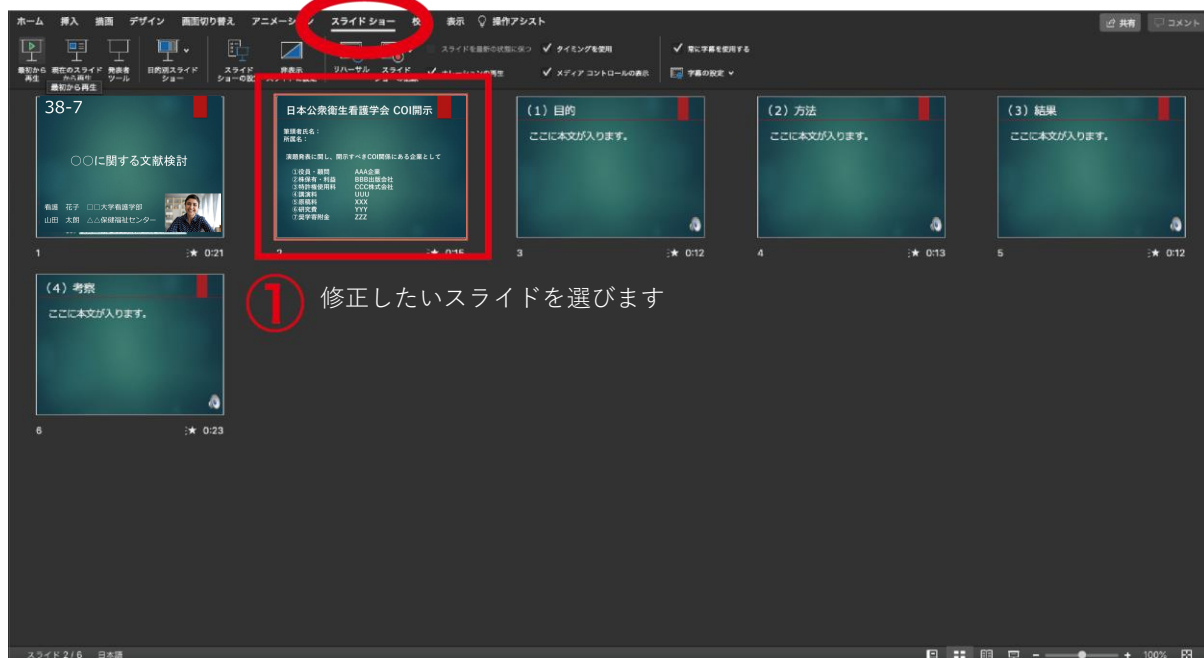 ホーム 挿入 描画 デザイン 画面切り替え アニメーション スライド ショー 校 表示 操作アシスト 共有 コメント
スライドを最新の状態に保つ タイミングを使用 常に字幕を使用する
最初から 現在のスライド 発表者 目的別スライド スライド 非表示 リハーサル スライド
再生 から再生 ツール ショー ショーの設 ナレーションの再生 メディア コントロールの表示 字幕の設定
最初から再生
38-7
〇〇に関する文献検討
看護 花子 □□大学看護学部
山田 太郎 △△保健福祉センター
1 0:21
日本公衆衛生看護学会 COI開示
筆頭者氏名：
所属名：
演題発表に関し、開示すべきCOI関係にある企業として
①役員・顧問 AAA企業
②株保有・利益 BBB出版会社
③特許権使用料 CCC株式会社
④講演料 UUU
⑤原稿料 XXX
⑥研究費 YYY
⑦奨学寄附金 ZZZ
2 0:15
（1）目的
ここに本文が入ります。
3 0:12
（2）方法
ここに本文が入ります。
4 0:13
（3）結果
ここに本文が入ります。
5 0:12
（4）考察
ここに本文が入ります。
6 0:23
① 修正したいスライドを選びます
スライド 2 / 6 日本語 100%